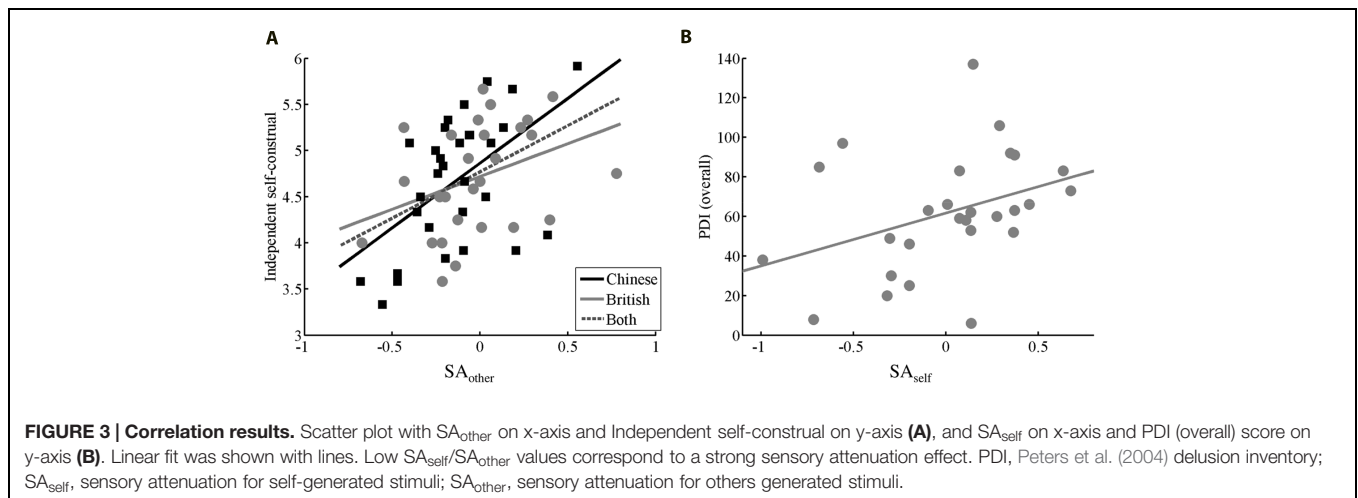 A
B
6
5.5
5
4.5
4
3.5
3
Independent self-construal
-1
-0.5
0
0.5
1
SAother
Chinese
British
Both
140
120
100
80
60
40
20
0
PDI (overall)
-1
-0.5
0
0.5
SAself
FIGURE 3 | Correlation results. Scatter plot with SAother on x-axis and Independent self-construal on y-axis (A), and SAself on x-axis and PDI (overall) score on
y-axis (B). Linear fit was shown with lines. Low SAself/SAother values correspond to a strong sensory attenuation effect. PDI, Peters et al. (2004) delusion inventory;
SAself, sensory attenuation for self-generated stimuli; SAother, sensory attenuation for others generated stimuli.